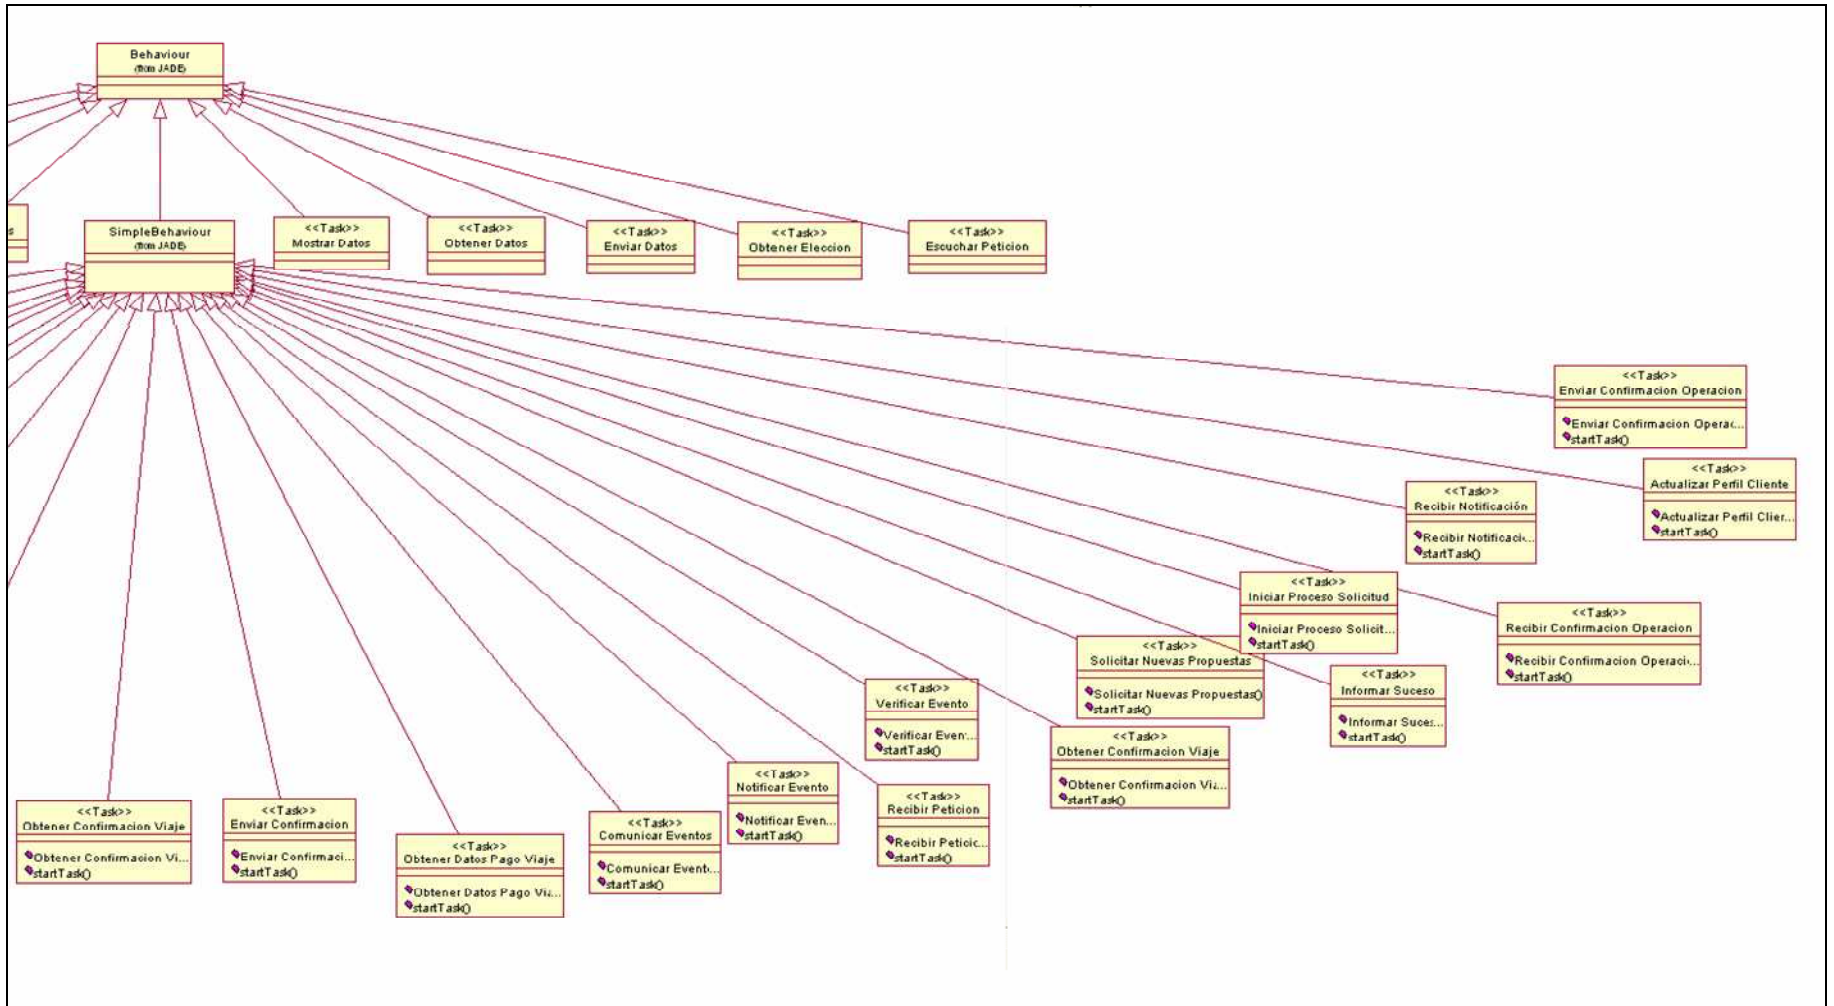 Behaviour
(from JADE)
s
SimpleBehaviour
(from JADE)
<<Task>>
Mostrar Datos
<<Task>>
Obtener Datos
<<Task>>
Enviar Datos
<<Task>>
Obtener Eleccion
<<Task>>
Escuchar Peticion
<<Task>>
Enviar Confirmacion Operacion
Enviar Confirmacion Operac...
startTask()
<<Task>>
Actualizar Perfil Cliente
Actualizar Perfil Clier...
startTask()
<<Task>>
Recibir Notificación
Recibir Notificaci...
startTask()
<<Task>>
Iniciar Proceso Solicitud
Iniciar Proceso Solicit...
startTask()
<<Task>>
Recibir Confirmacion Operacion
Recibir Confirmacion Operaci...
startTask()
<<Task>>
Solicitar Nuevas Propuestas
Solicitar Nuevas Propuestas()
startTask()
<<Task>>
Informar Suceso
Informar Suces...
startTask()
<<Task>>
Verificar Evento
Verificar Even...
startTask()
<<Task>>
Obtener Confirmacion Viaje
Obtener Confirmacion Via...
startTask()
<<Task>>
Notificar Evento
Notificar Even...
startTask()
<<Task>>
Recibir Peticion
Recibir Peticic...
startTask()
<<Task>>
Obtener Confirmacion Viaje
Obtener Confirmacion Vi...
startTask()
<<Task>>
Enviar Confirmacion
Enviar Confirmaci...
startTask()
<<Task>>
Obtener Datos Pago Viaje
Obtener Datos Pago Via...
startTask()
<<Task>>
Comunicar Eventos
Comunicar Event...
startTask()